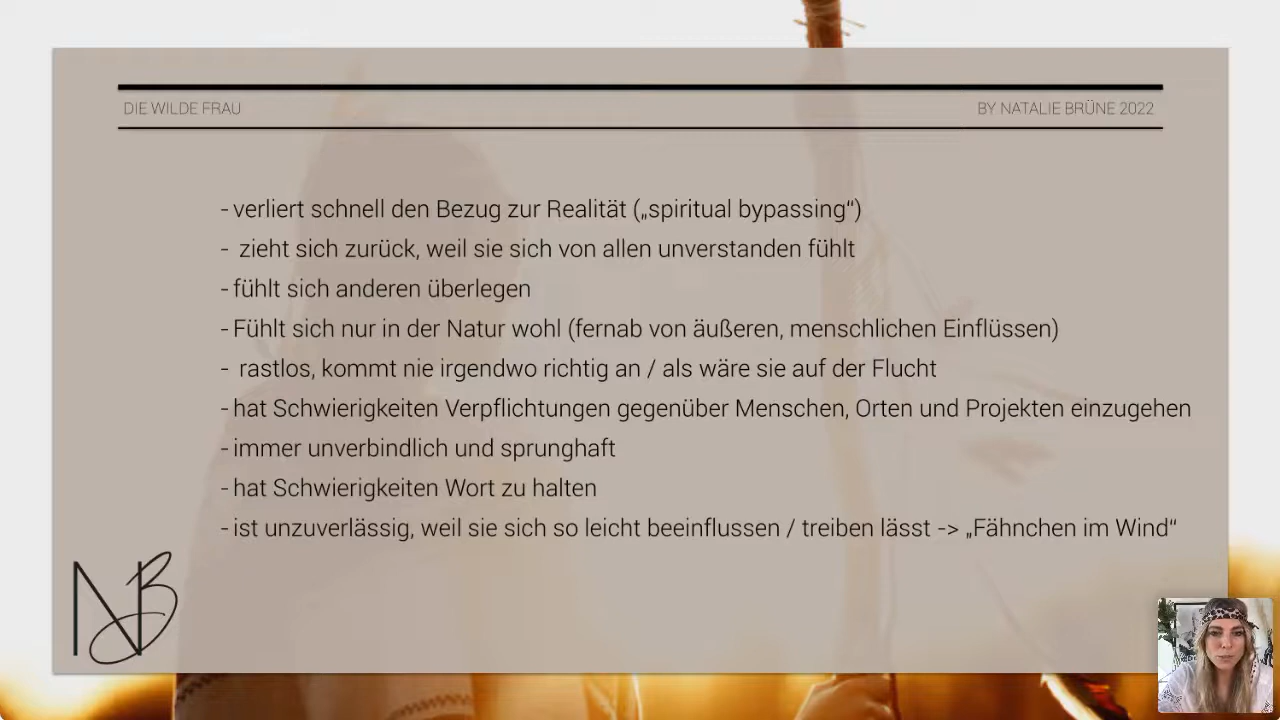 DIE WILDE FRAU
BY NATALIE BRÜNE 2022
- verliert schnell den Bezug zur Realität („spiritual bypassing“)
- zieht sich zurück, weil sie sich von allen unverstanden fühlt
- fühlt sich anderen überlegen
- Fühlt sich nur in der Natur wohl (fernab von äußeren, menschlichen Einflüssen)
- rastlos, kommt nie irgendwo richtig an / als wäre sie auf der Flucht
- hat Schwierigkeiten Verpflichtungen gegenüber Menschen, Orten und Projekten einzugehen
- immer unverbindlich und sprunghaft
- hat Schwierigkeiten Wort zu halten
- ist unzuverlässig, weil sie sich so leicht beeinflussen / treiben lässt -> „Fähnchen im Wind“
NB